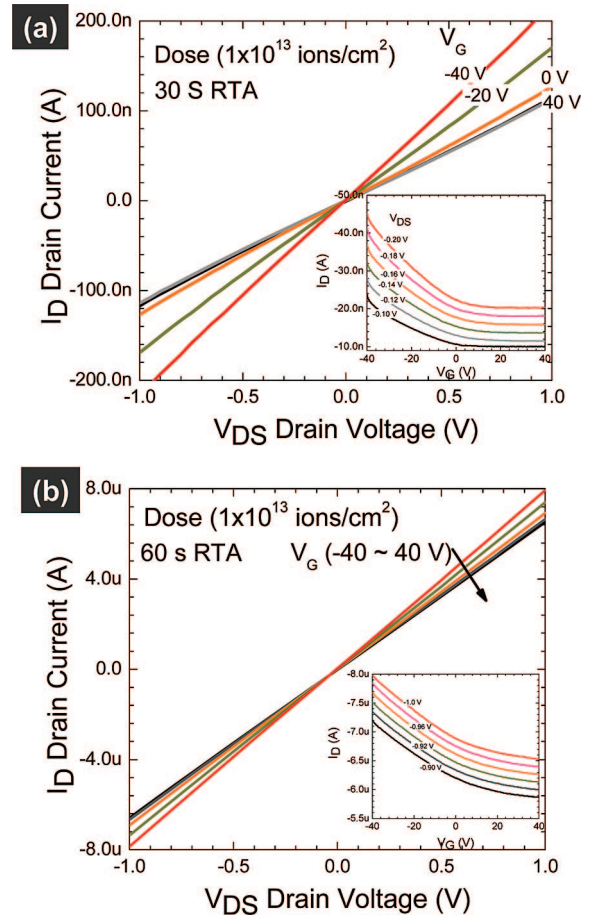 (a)
200.0n
100.0n
0.0
-100.0n
-200.0n
I_D Drain Current (A)
Dose (1x10^13 ions/cm^2)
30 S RTA
V_G
-40 V
-20 V
0 V
40 V
-50.0n
-40.0n
-30.0n
-20.0n
-10.0n
I_D (A)
V_DS
-0.20 V
-0.18 V
-0.16 V
-0.14 V
-0.12 V
-0.10 V
-40 -20 0 20 40
V_G (V)
-1.0 -0.5 0.0 0.5 1.0
V_DS Drain Voltage (V)
(b)
8.0u
4.0u
0.0
-4.0u
-8.0u
I_D Drain Current (A)
Dose (1x10^13 ions/cm^2)
60 s RTA
V_G (-40 ~ 40 V)
-8.0u
-7.5u
-7.0u
-6.5u
-6.0u
-5.5u
I_D (A)
-1.0 V
-0.96 V
-0.92 V
-0.90 V
-40 -20 0 20 40
V_G (V)
-1.0 -0.5 0.0 0.5 1.0
V_DS Drain Voltage (V)